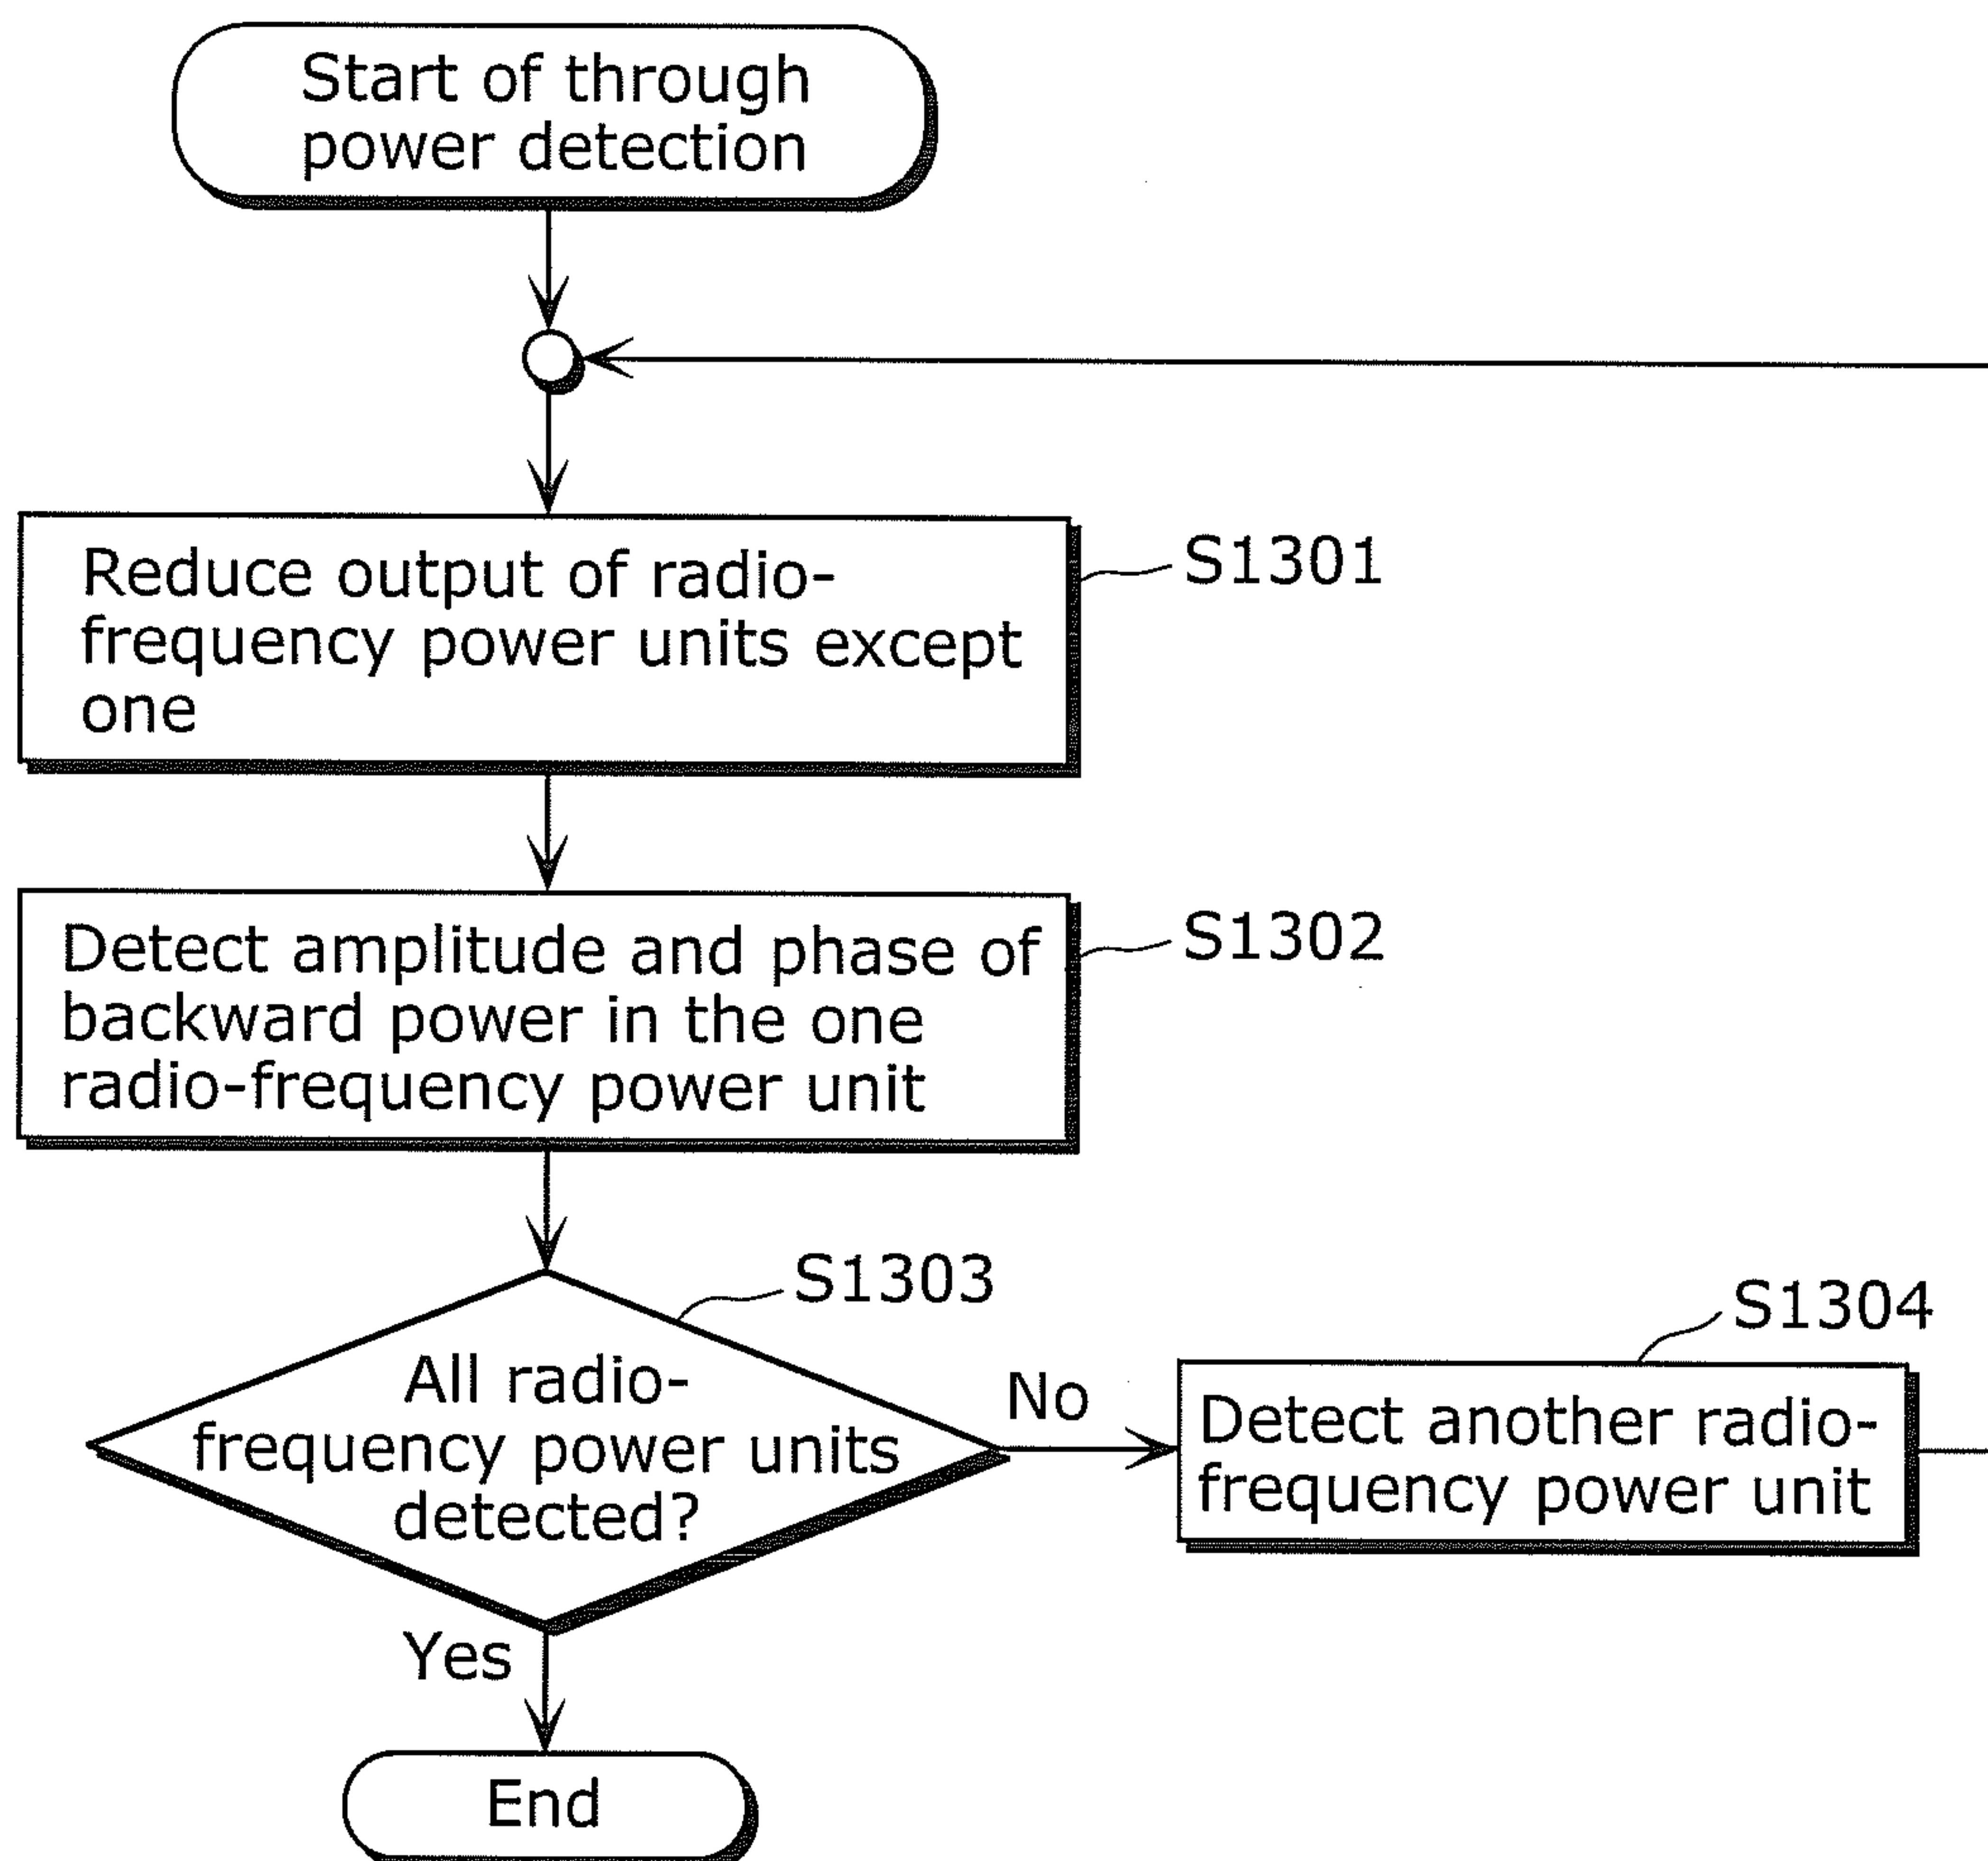 Start of through
power detection
Reduce output of radio-
frequency power units except
one
S1301
Detect amplitude and phase of
backward power in the one
radio-frequency power unit
S1302
All radio-
frequency power units
detected?
S1303
No
Detect another radio-
frequency power unit
S1304
Yes
End